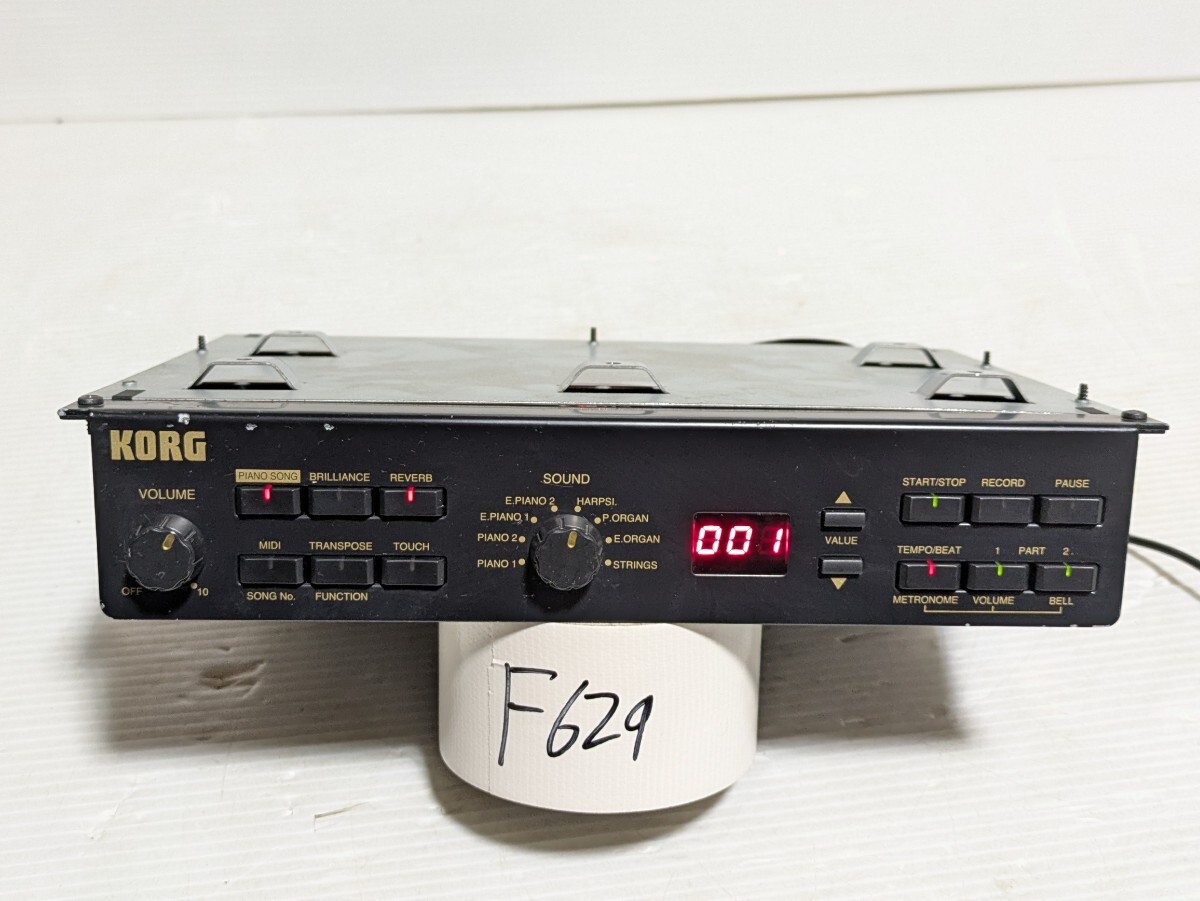 KORG
VOLUME
OFF
10
PIANO SONG BRILLIANCE REVERB
MIDI TRANSPOSE TOUCH
SONG No. FUNCTION
SOUND
E.PIANO 2 HARPSI.
E.PIANO 1 P.ORGAN
PIANO 2 E.ORGAN
PIANO 1 STRINGS
001
VALUE
START/STOP RECORD PAUSE
TEMPO/BEAT 1 PART 2
METRONOME VOLUME BELL
F629